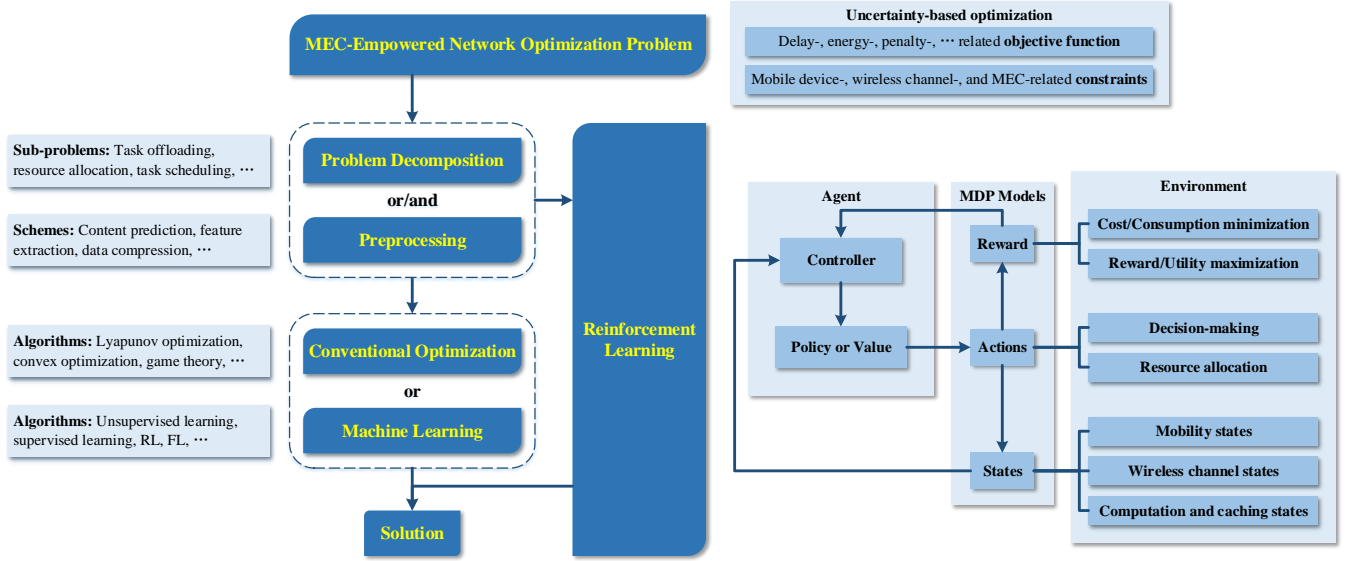 MEC-Empowered Network Optimization Problem
Sub-problems: Task offloading,
resource allocation, task scheduling, ···
Schemes: Content prediction, feature
extraction, data compression, ···
Algorithms: Lyapunov optimization,
convex optimization, game theory, ···
Algorithms: Unsupervised learning,
supervised learning, RL, FL, ···
Problem Decomposition
or/and
Preprocessing
Conventional Optimization
or
Machine Learning
Solution
Reinforcement
Learning
Uncertainty-based optimization
Delay-, energy-, penalty-, ··· related objective function
Mobile device-, wireless channel-, and MEC-related constraints
Agent
Controller
Policy or Value
MDP Models
Reward
Actions
States
Environment
Cost/Consumption minimization
Reward/Utility maximization
Decision-making
Resource allocation
Mobility states
Wireless channel states
Computation and caching states